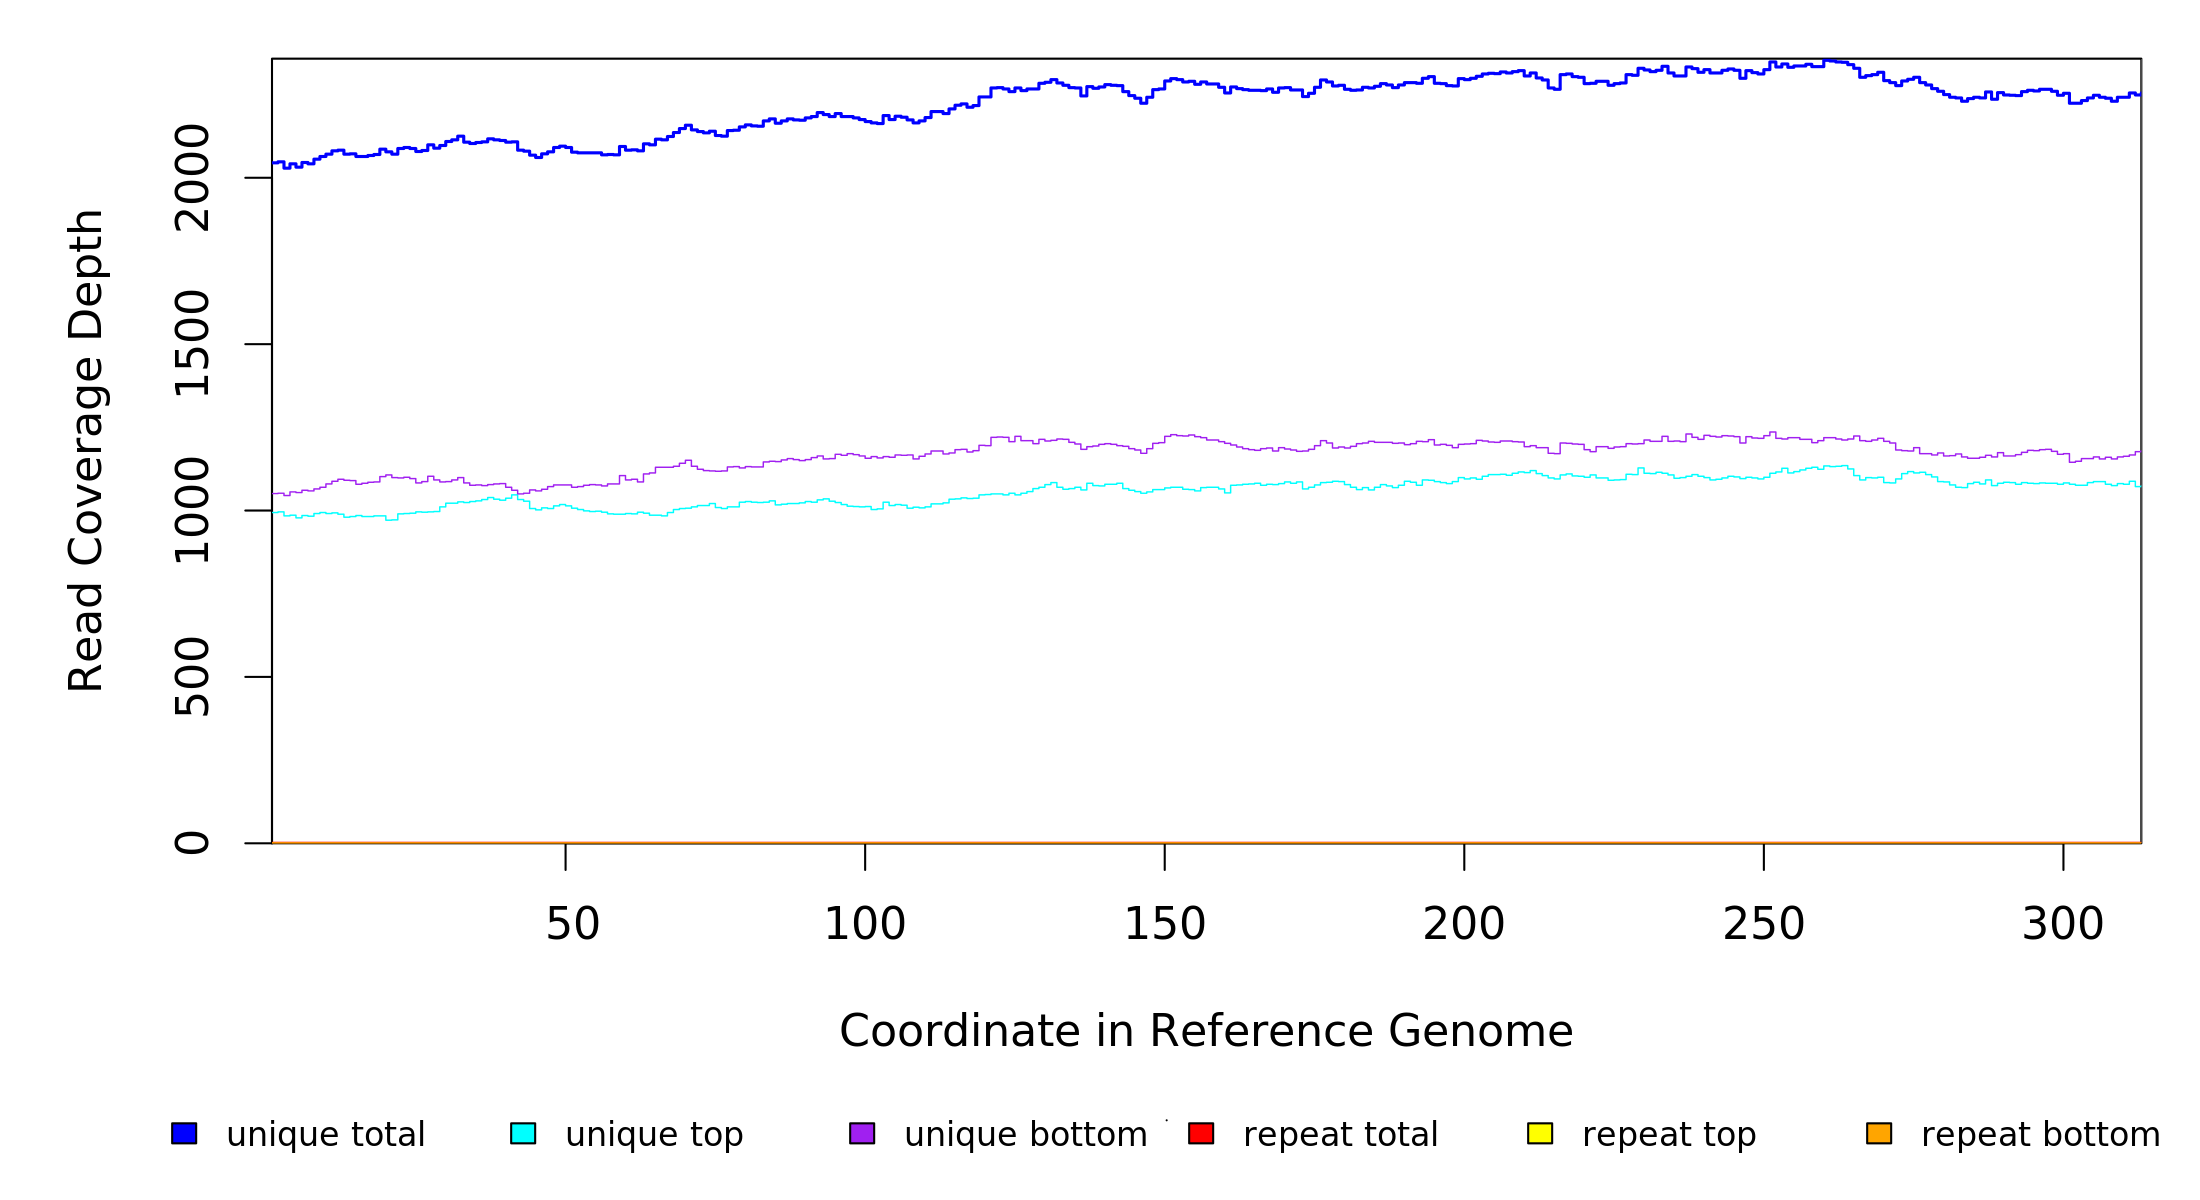 Read Coverage Depth
2000
1500
1000
500
0
50 100 150 200 250 300
Coordinate in Reference Genome
unique total unique top unique bottom repeat total repeat top repeat bottom